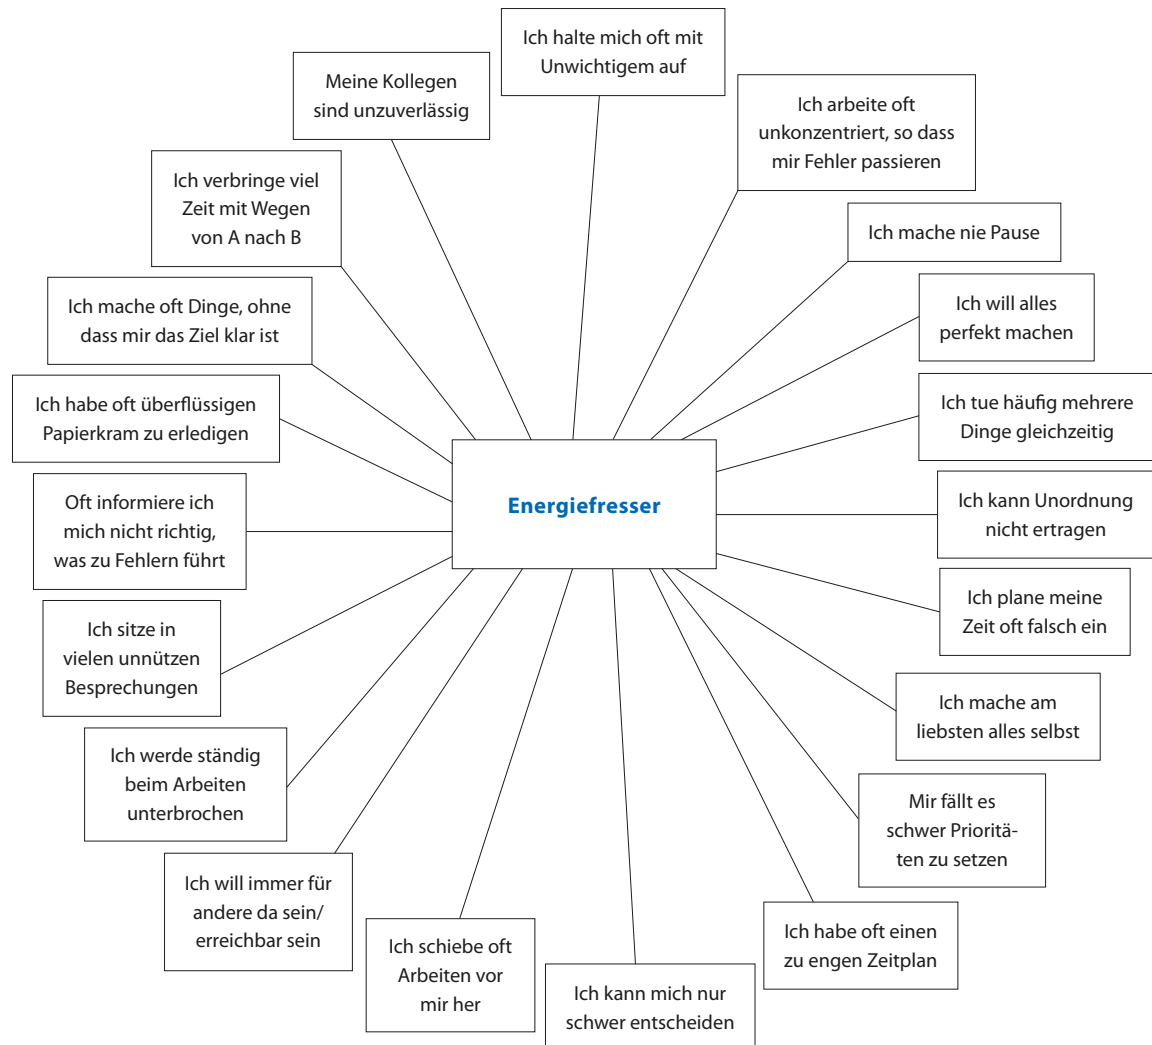 Ich halte mich oft mit
Unwichtigem auf
Meine Kollegen
sind unzuverlässig
Ich arbeite oft
unkonzentriert, so dass
mir Fehler passieren
Ich verbringe viel
Zeit mit Wegen
von A nach B
Ich mache nie Pause
Ich mache oft Dinge, ohne
dass mir das Ziel klar ist
Ich will alles
perfekt machen
Ich habe oft überflüssigen
Papierkram zu erledigen
Ich tue häufig mehrere
Dinge gleichzeitig
Energiefresser
Oft informiere ich
mich nicht richtig,
was zu Fehlern führt
Ich kann Unordnung
nicht ertragen
Ich sitze in
vielen unnützen
Besprechungen
Ich plane meine
Zeit oft falsch ein
Ich mache am
liebsten alles selbst
Ich werde ständig
beim Arbeiten
unterbrochen
Mir fällt es
schwer Prioritä-
ten zu setzen
Ich will immer für
andere da sein/
erreichbar sein
Ich habe oft einen
zu engen Zeitplan
Ich schiebe oft
Arbeiten vor
mir her
Ich kann mich nur
schwer entscheiden